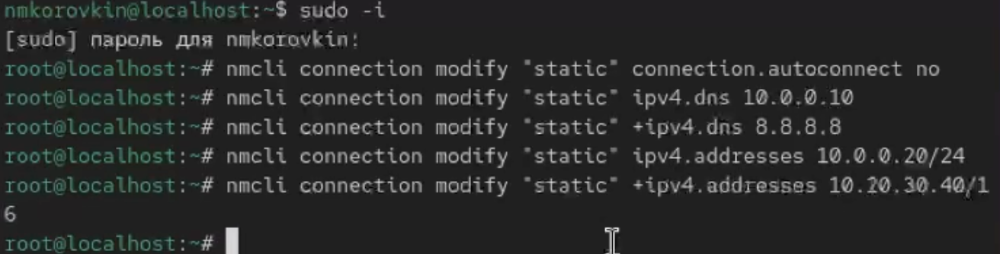 nmkorovkin@localhost:~$ sudo -i
[sudo] пароль для nmkorovkin:
root@localhost:~# nmcli connection modify "static" connection.autoconnect no
root@localhost:~# nmcli connection modify "static" ipv4.dns 10.0.0.10
root@localhost:~# nmcli connection modify "static" +ipv4.dns 8.8.8.8
root@localhost:~# nmcli connection modify "static" ipv4.addresses 10.0.0.20/24
root@localhost:~# nmcli connection modify "static" +ipv4.addresses 10.20.30.40/1
6
root@localhost:~#